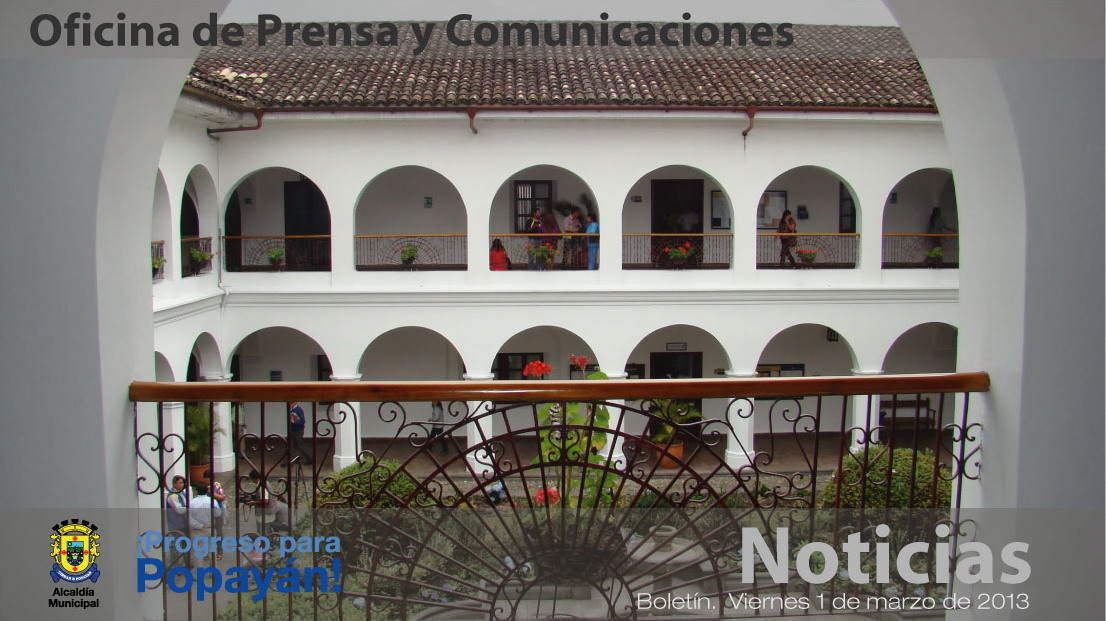 Oficina de Prensa y Comunicaciones
¡Progreso para
Popayán!
Alcaldía
Municipal
Noticias
Boletín. Viernes 1 de marzo de 2013